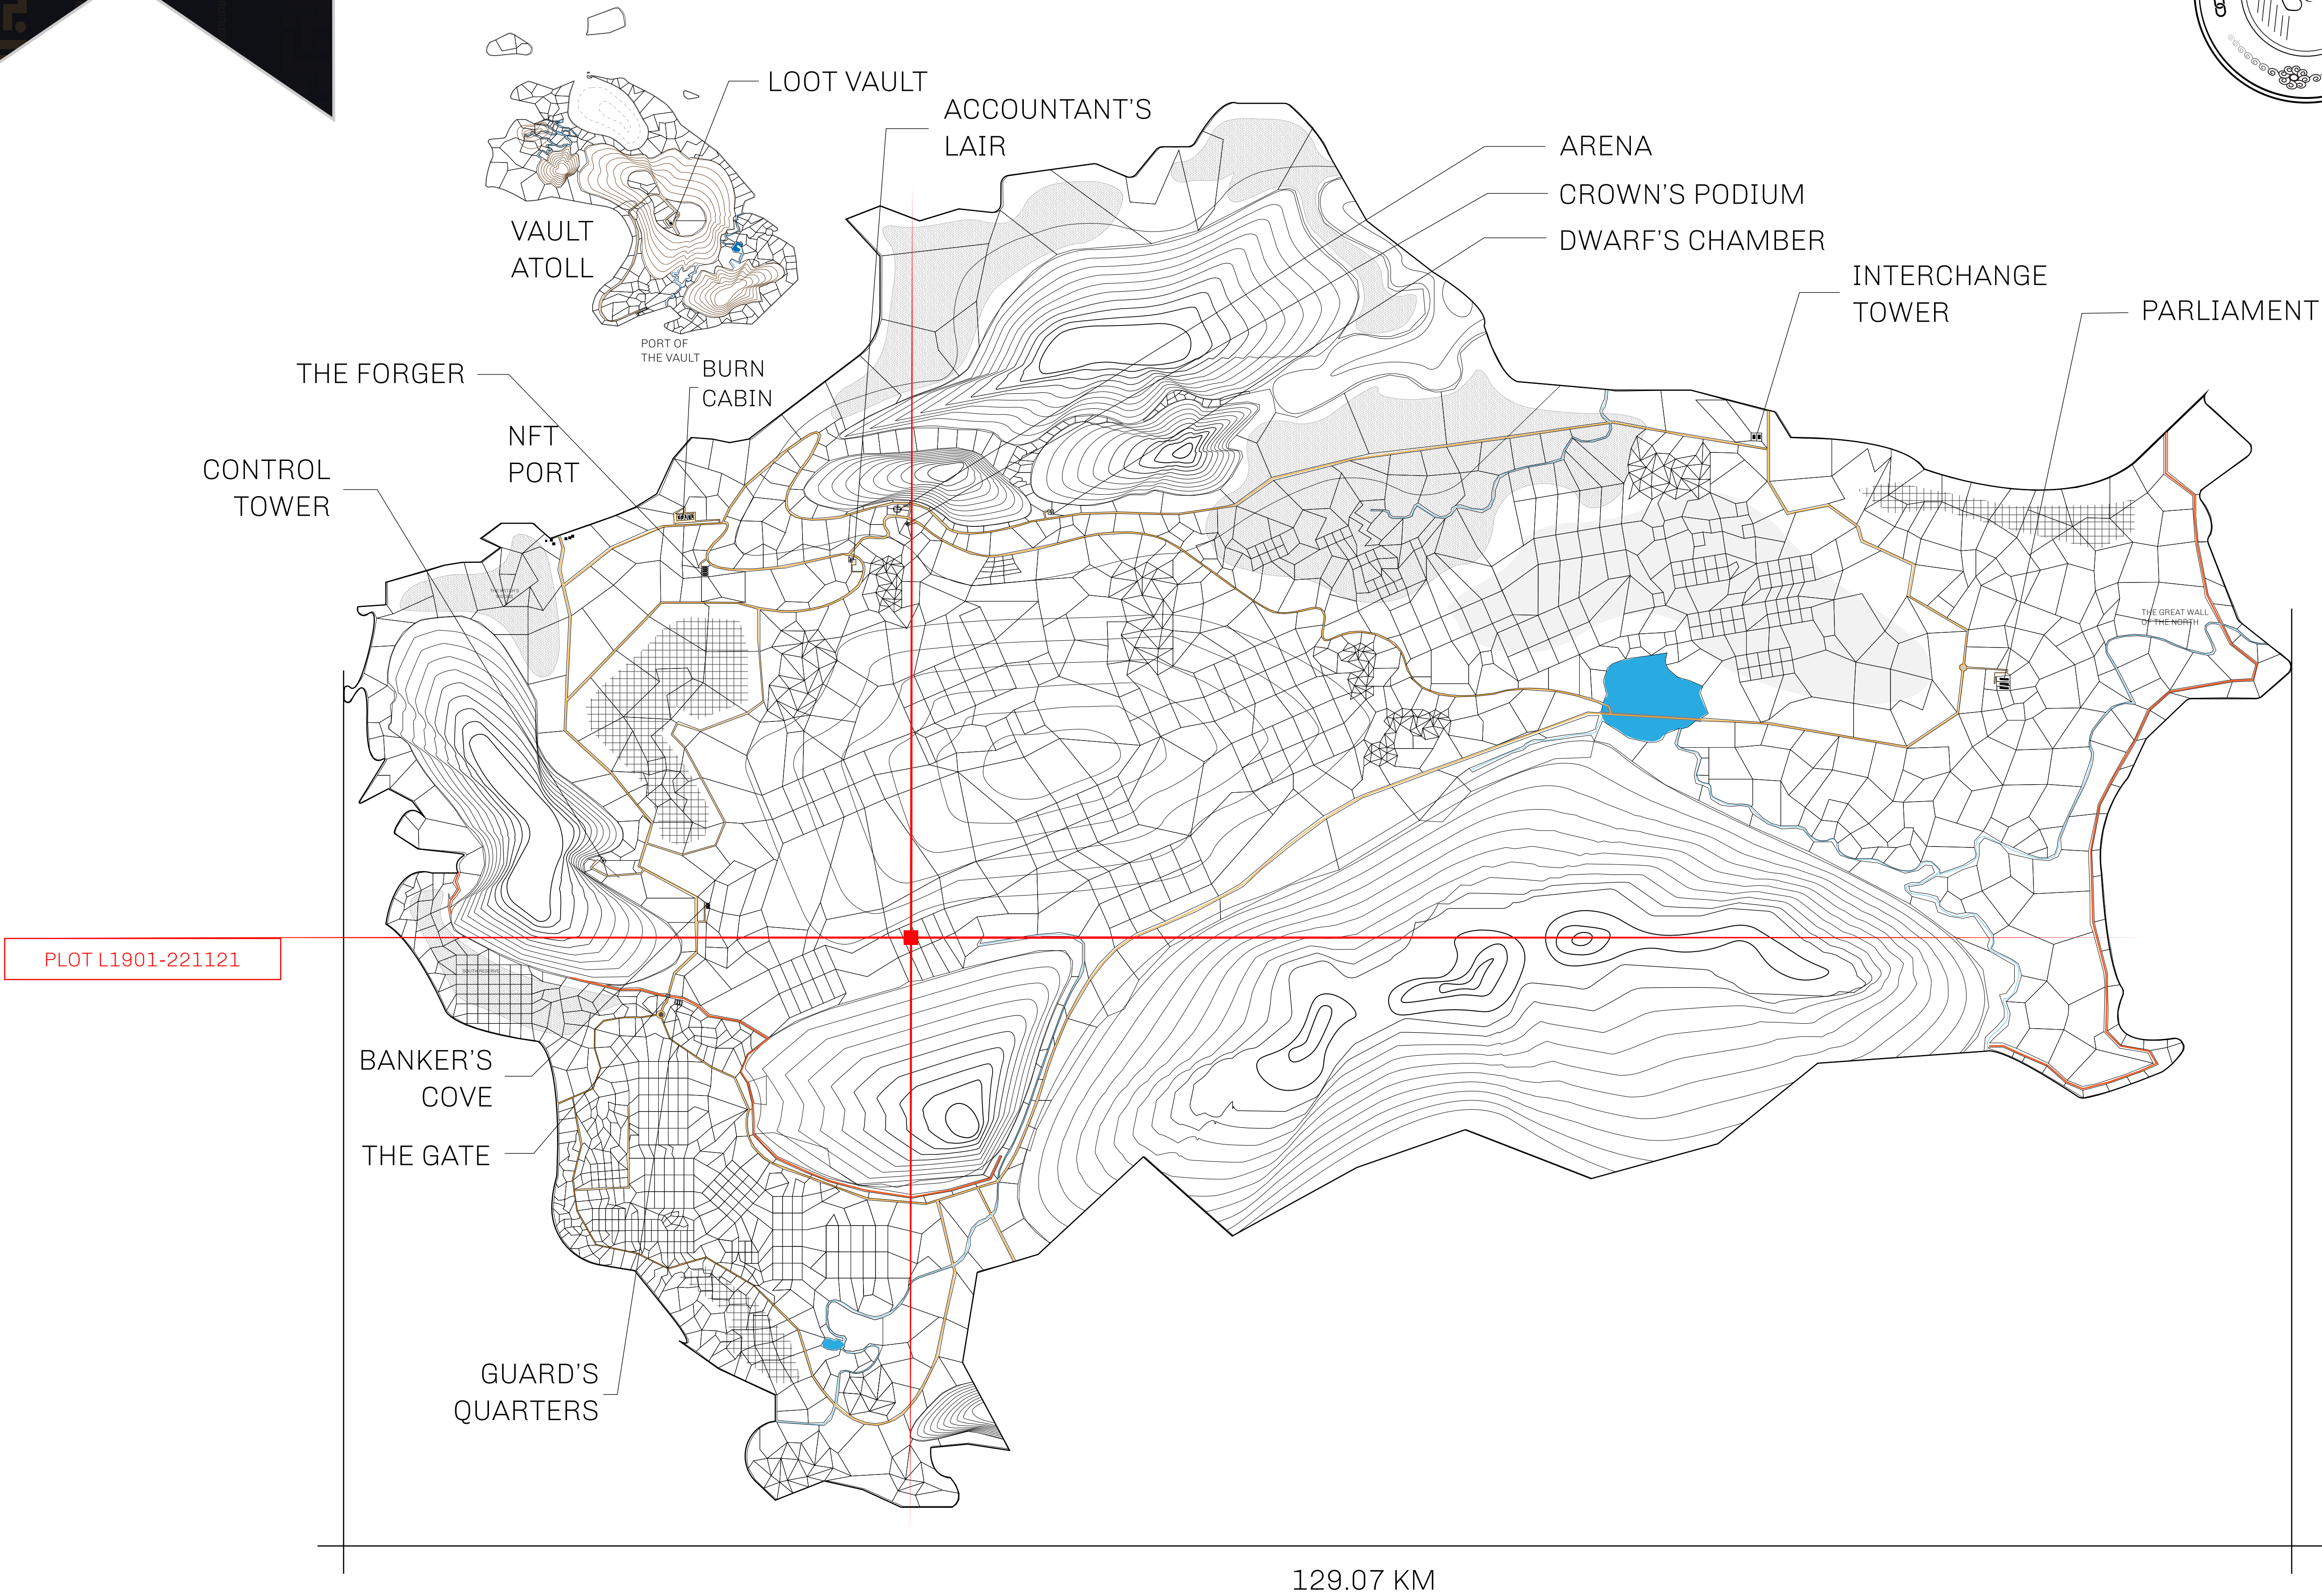 LOOT VAULT
ACCOUNTANT'S
LAIR
ARENA
CROWN'S PODIUM
DWARF'S CHAMBER
VAULT
ATOLL
INTERCHANGE
TOWER
PARLIAMENT
PORT OF
THE VAULT
BURN
CABIN
THE FORGER
NFT
PORT
CONTROL
TOWER
THE GREAT WALL
OF THE NORTH
PLOT L1901-221121
SOUTH RESERVE
BANKER'S
COVE
THE GATE
GUARD'S
QUARTERS
129.07 KM